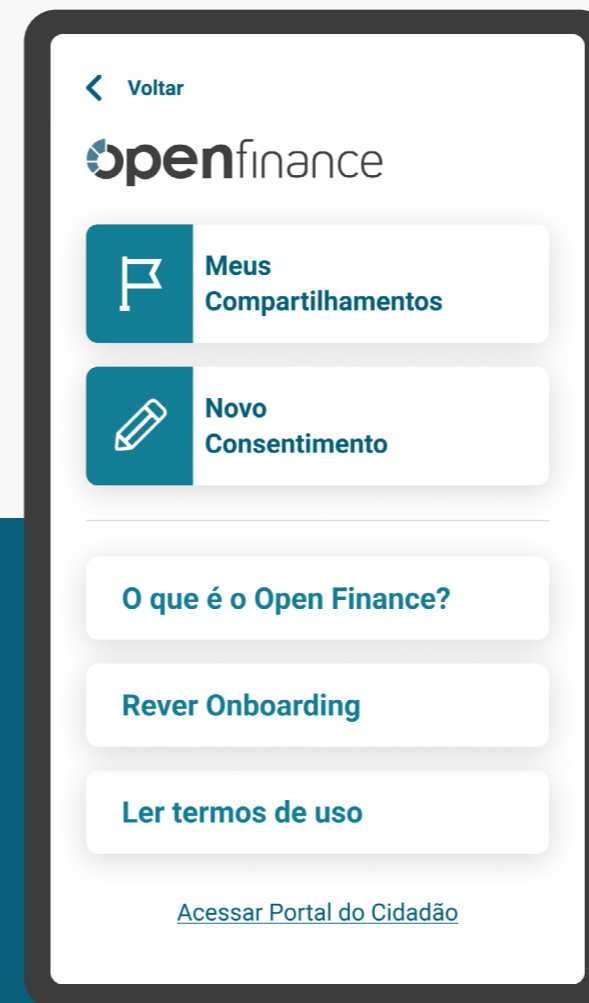 Voltar
openfinance
Meus
Compartilhamentos
Novo
Consentimento
O que é o Open Finance?
Rever Onboarding
Ler termos de uso
Acessar Portal do Cidadão